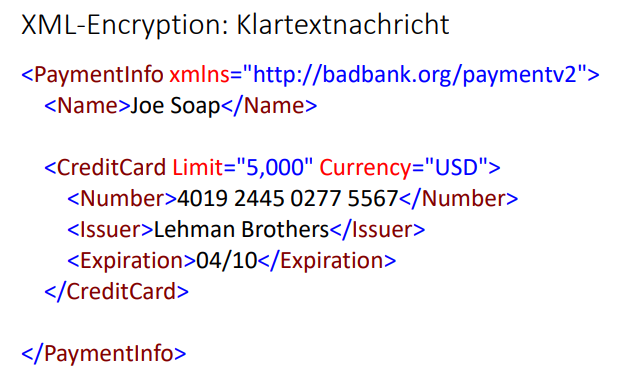 XML-Encryption: Klartextnachricht
<PaymentInfo xmlns="http://badbank.org/paymentv2">
<Name>Joe Soap</Name>
<CreditCard Limit="5,000" Currency="USD">
<Number>4019 2445 0277 5567</Number>
<Issuer>Lehman Brothers</Issuer>
<Expiration>04/10</Expiration>
</CreditCard>
</PaymentInfo>